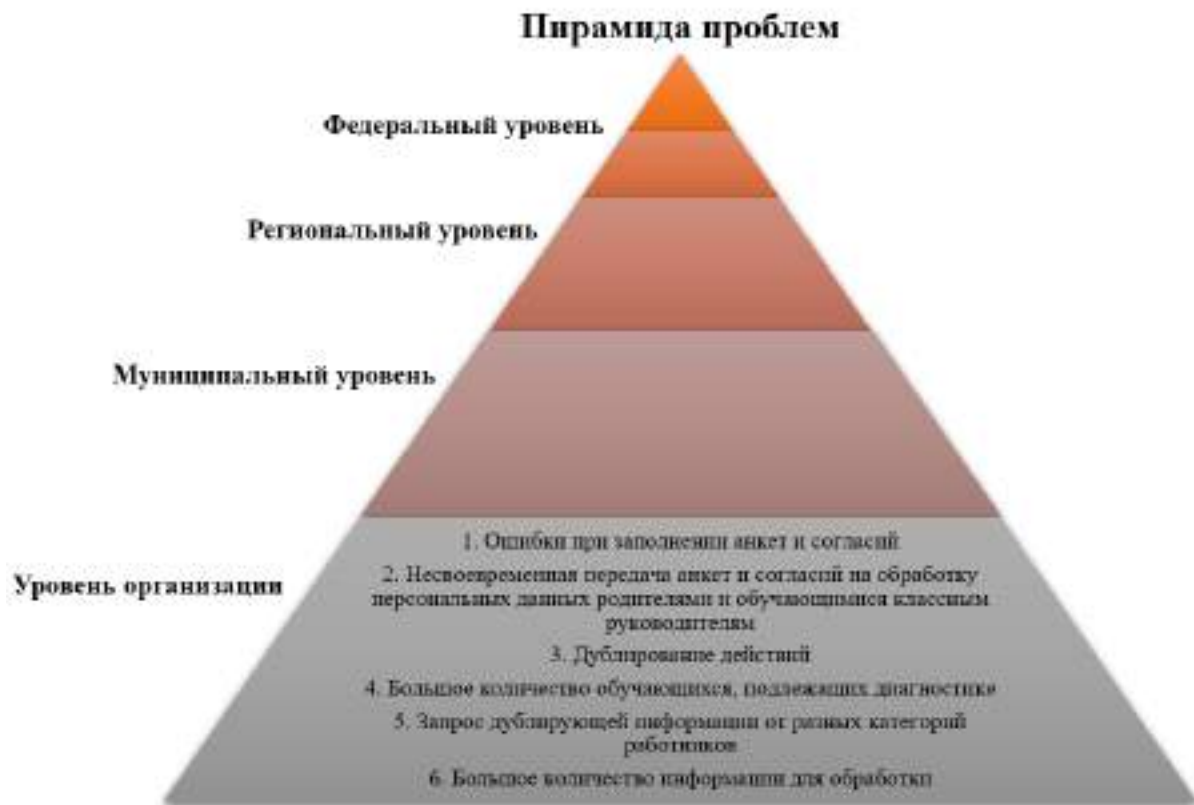 Пирамида проблем
Федеральный уровень
Региональный уровень
Муниципальный уровень
Уровень организации
1. Ошибки при заполнении анкет и согласий
2. Несвоевременная передача анкет и согласий на обработку
персональных данных родителями и обучающимися классным
руководителям
3. Дублирование действий
4. Большое количество обучающихся, подлежащих диагностике
5. Запрос дублирующей информации от разных категорий
работников
6. Большое количество информации для обработки